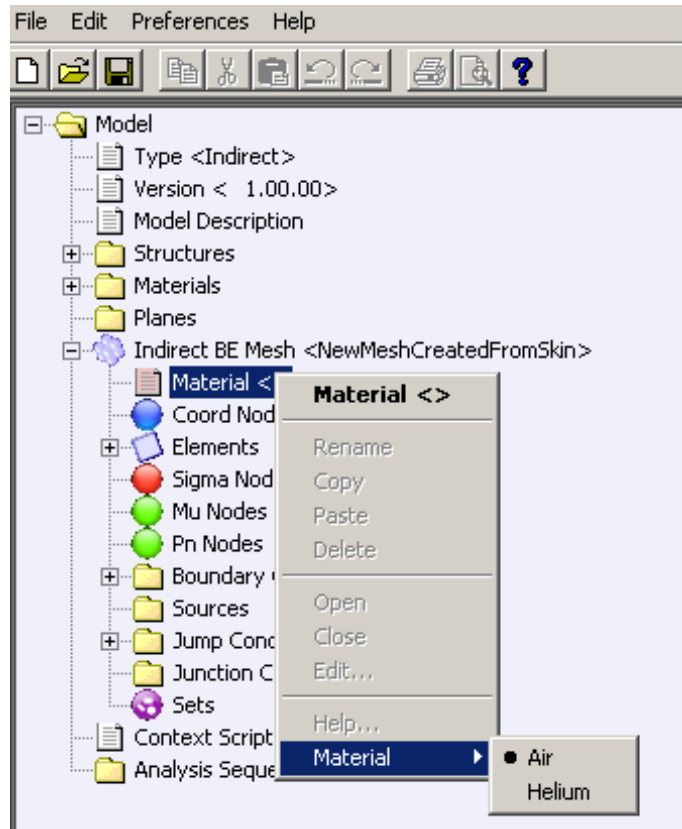 File Edit Preferences Help
Model
Type <Indirect>
Version < 1.00.00>
Model Description
Structures
Materials
Planes
Indirect BE Mesh <NewMeshCreatedFromSkin>
Material <
Coord Nod
Elements
Sigma Nod
Mu Nodes
Pn Nodes
Boundary
Sources
Jump Cond
Junction C
Sets
Context Script
Analysis Seque
Material <>
Rename
Copy
Paste
Delete
Open
Close
Edit...
Help...
Material
Air
Helium